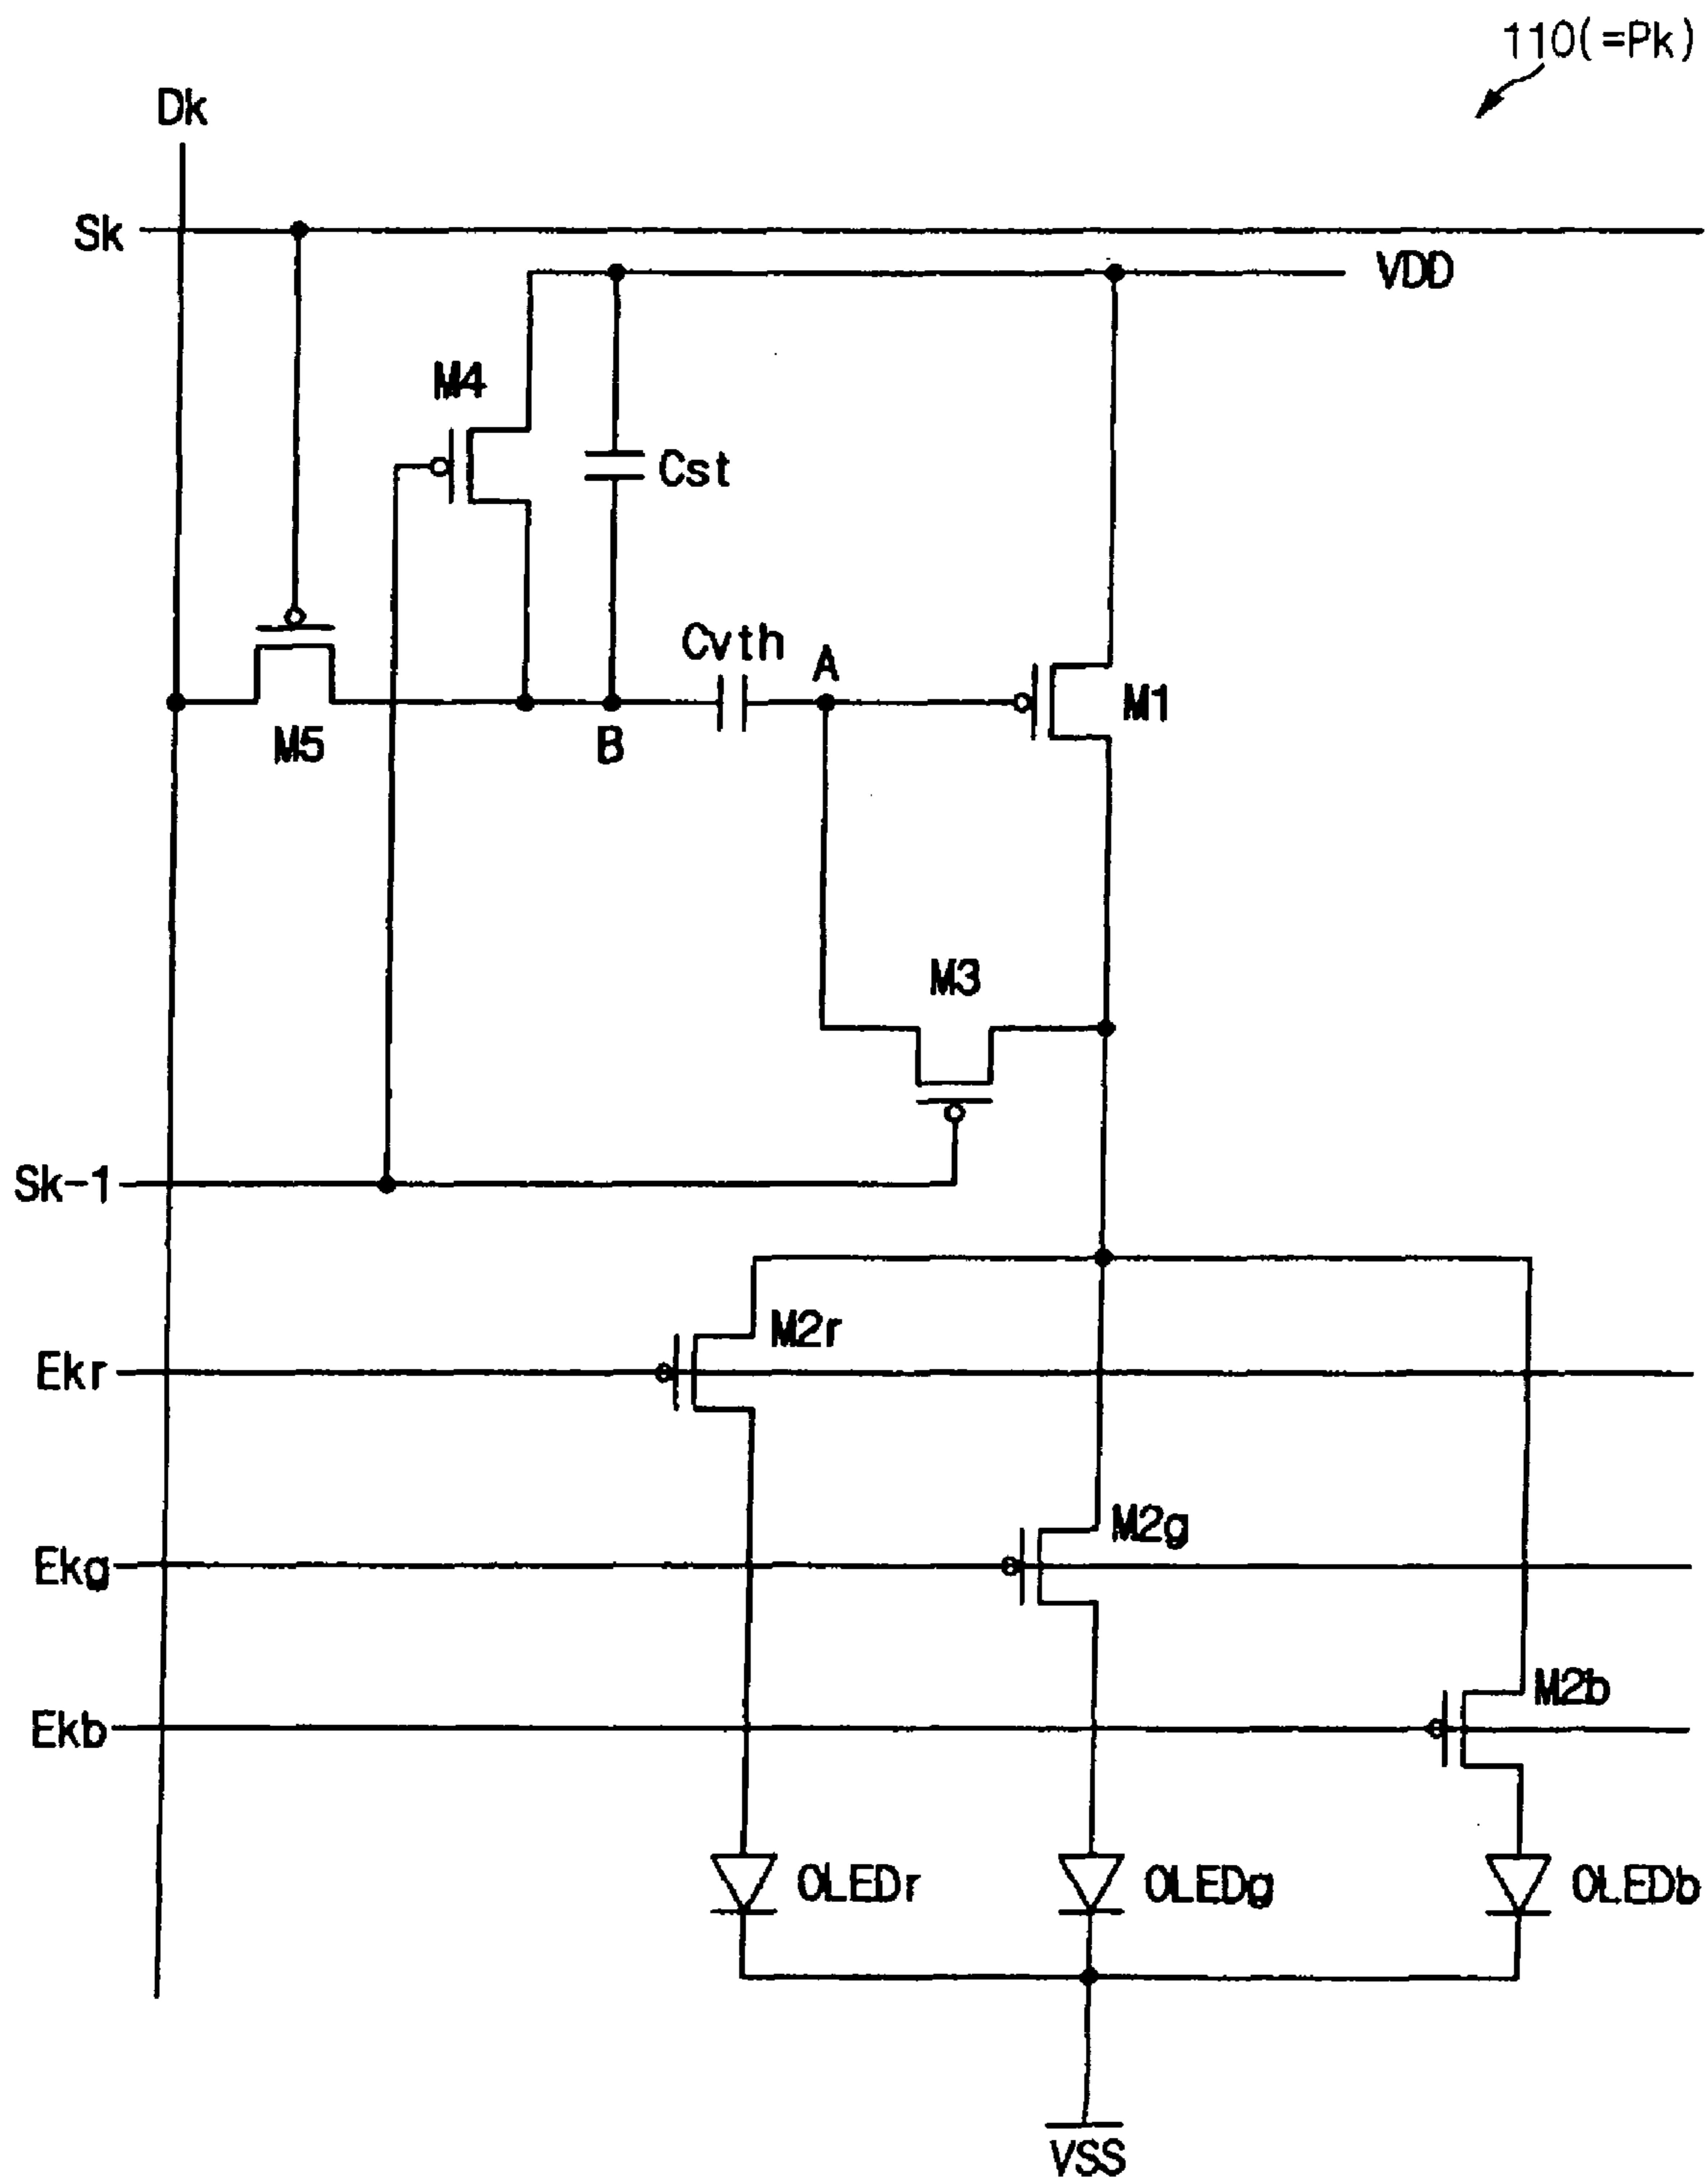 110(=Pk)
Dk
Sk
VDD
M4
Cst
Cvth
A
M1
M5
B
M3
Sk-1
M2r
Ekr
M2g
Ekg
M2b
Ekb
OLEDr
OLEDg
OLEDb
VSS